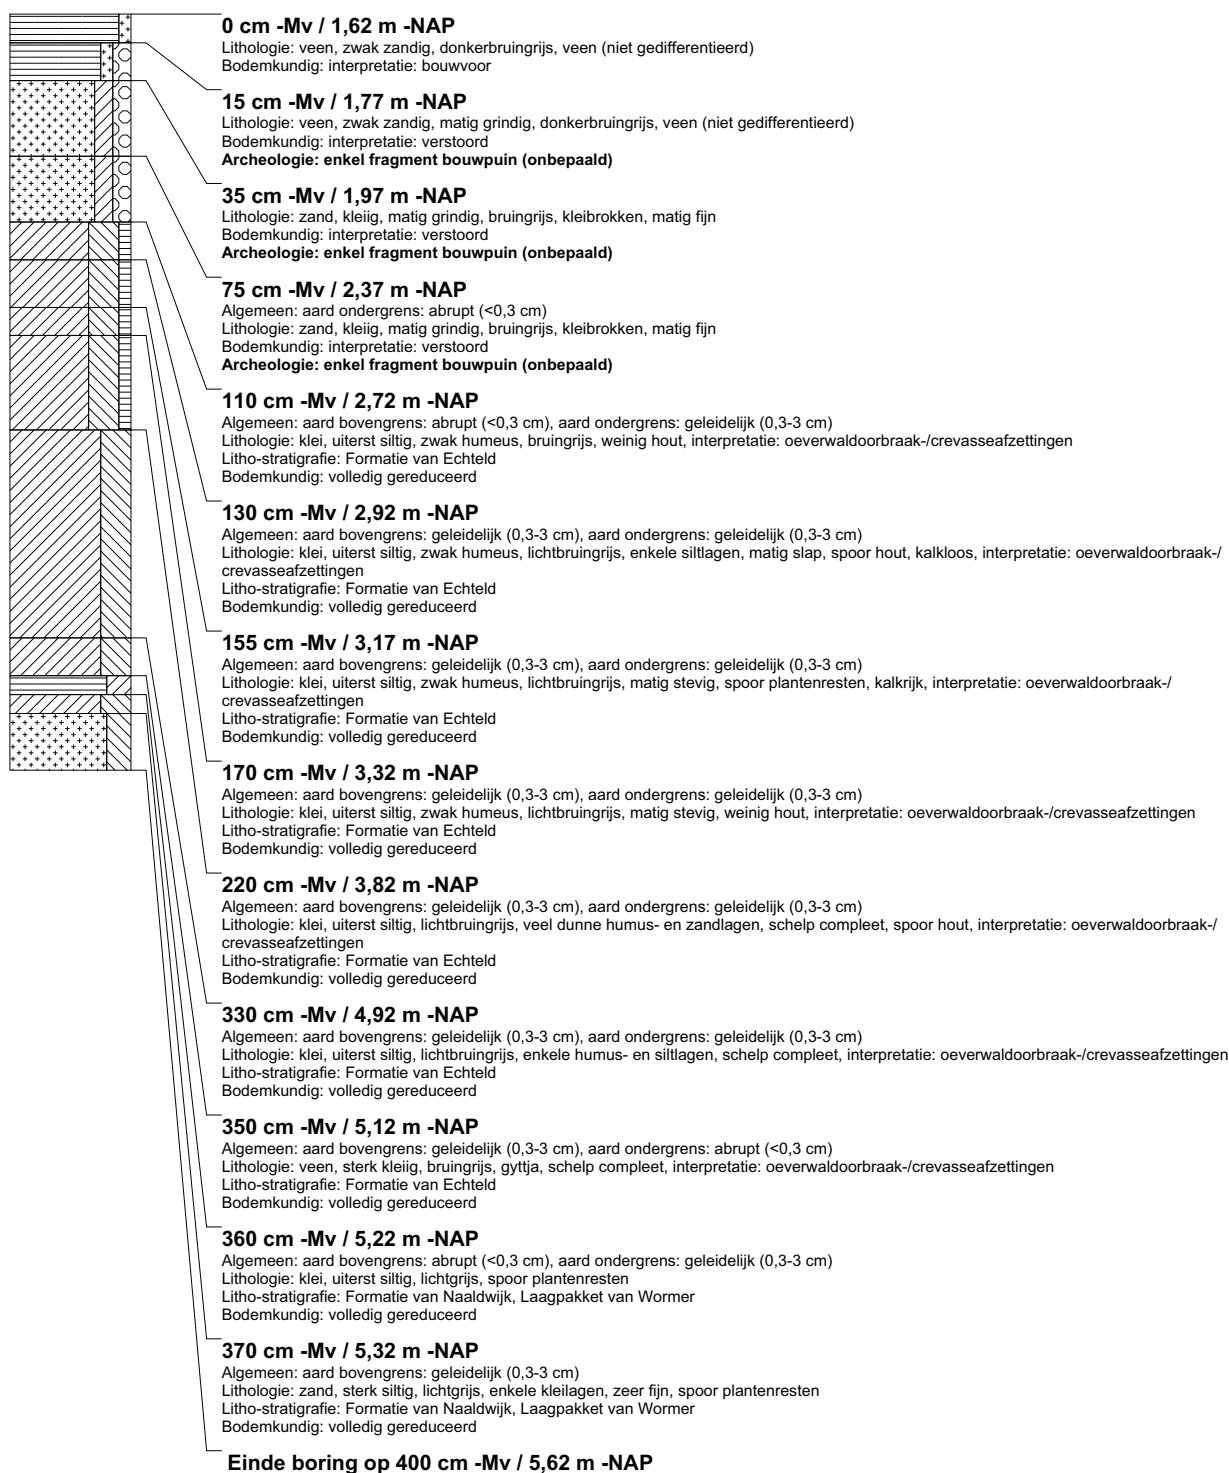 0 cm -Mv / 1,62 m -NAP
Lithologie: veen, zwak zandig, donkerbruingrijs, veen (niet gedifferentieerd)
Bodemkundig: interpretatie: bouwvoor
15 cm -Mv / 1,77 m -NAP
Lithologie: veen, zwak zandig, matig grindig, donkerbruingrijs, veen (niet gedifferentieerd)
Bodemkundig: interpretatie: verstoord
Archeologie: enkel fragment bouwpuin (onbepaald)
35 cm -Mv / 1,97 m -NAP
Lithologie: zand, kleiig, matig grindig, bruingrijs, kleibrokken, matig fijn
Bodemkundig: interpretatie: verstoord
Archeologie: enkel fragment bouwpuin (onbepaald)
75 cm -Mv / 2,37 m -NAP
Algemeen: aard ondergrens: abrupt (<0,3 cm)
Lithologie: zand, kleiig, matig grindig, bruingrijs, kleibrokken, matig fijn
Bodemkundig: interpretatie: verstoord
Archeologie: enkel fragment bouwpuin (onbepaald)
110 cm -Mv / 2,72 m -NAP
Algemeen: aard bovengrens: abrupt (<0,3 cm), aard ondergrens: geleidelijk (0,3-3 cm)
Lithologie: klei, uiterst siltig, zwak humeus, bruingrijs, weinig hout, interpretatie: oeverwaldoorbraak-/crevasseafzettingen
Litho-stratigrafie: Formatie van Echteld
Bodemkundig: volledig gereduceerd
130 cm -Mv / 2,92 m -NAP
Algemeen: aard bovengrens: geleidelijk (0,3-3 cm), aard ondergrens: geleidelijk (0,3-3 cm)
Lithologie: klei, uiterst siltig, zwak humeus, lichtbruingrijs, enkele siltlagen, matig slap, spoor hout, kalkloos, interpretatie: oeverwaldoorbraak-/
crevasseafzettingen
Litho-stratigrafie: Formatie van Echteld
Bodemkundig: volledig gereduceerd
155 cm -Mv / 3,17 m -NAP
Algemeen: aard bovengrens: geleidelijk (0,3-3 cm), aard ondergrens: geleidelijk (0,3-3 cm)
Lithologie: klei, uiterst siltig, zwak humeus, lichtbruingrijs, matig stevig, spoor plantenresten, kalkrijk, interpretatie: oeverwaldoorbraak-/
crevasseafzettingen
Litho-stratigrafie: Formatie van Echteld
Bodemkundig: volledig gereduceerd
170 cm -Mv / 3,32 m -NAP
Algemeen: aard bovengrens: geleidelijk (0,3-3 cm), aard ondergrens: geleidelijk (0,3-3 cm)
Lithologie: klei, uiterst siltig, zwak humeus, lichtbruingrijs, matig stevig, weinig hout, interpretatie: oeverwaldoorbraak-/crevasseafzettingen
Litho-stratigrafie: Formatie van Echteld
Bodemkundig: volledig gereduceerd
220 cm -Mv / 3,82 m -NAP
Algemeen: aard bovengrens: geleidelijk (0,3-3 cm), aard ondergrens: geleidelijk (0,3-3 cm)
Lithologie: klei, uiterst siltig, lichtbruingrijs, veel dunne humus- en zandlagen, schelp compleet, spoor hout, interpretatie: oeverwaldoorbraak-/
crevasseafzettingen
Litho-stratigrafie: Formatie van Echteld
Bodemkundig: volledig gereduceerd
330 cm -Mv / 4,92 m -NAP
Algemeen: aard bovengrens: geleidelijk (0,3-3 cm), aard ondergrens: geleidelijk (0,3-3 cm)
Lithologie: klei, uiterst siltig, lichtbruingrijs, enkele humus- en siltlagen, schelp compleet, interpretatie: oeverwaldoorbraak-/crevasseafzettingen
Litho-stratigrafie: Formatie van Echteld
Bodemkundig: volledig gereduceerd
350 cm -Mv / 5,12 m -NAP
Algemeen: aard bovengrens: geleidelijk (0,3-3 cm), aard ondergrens: abrupt (<0,3 cm)
Lithologie: veen, sterk kleiig, bruingrijs, gyttja, schelp compleet, interpretatie: oeverwaldoorbraak-/crevasseafzettingen
Litho-stratigrafie: Formatie van Echteld
Bodemkundig: volledig gereduceerd
360 cm -Mv / 5,22 m -NAP
Algemeen: aard bovengrens: abrupt (<0,3 cm), aard ondergrens: geleidelijk (0,3-3 cm)
Lithologie: klei, uiterst siltig, lichtgrijs, spoor plantenresten
Litho-stratigrafie: Formatie van Naaldwijk, Laagpakket van Wormer
Bodemkundig: volledig gereduceerd
370 cm -Mv / 5,32 m -NAP
Algemeen: aard bovengrens: geleidelijk (0,3-3 cm)
Lithologie: zand, sterk siltig, lichtgrijs, enkele kleilagen, zeer fijn, spoor plantenresten
Litho-stratigrafie: Formatie van Naaldwijk, Laagpakket van Wormer
Bodemkundig: volledig gereduceerd
Einde boring op 400 cm -Mv / 5,62 m -NAP